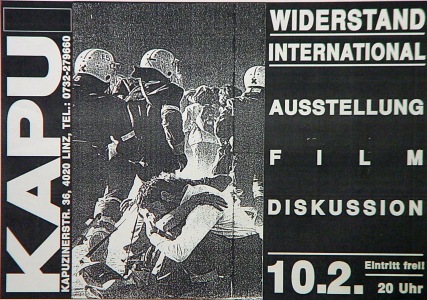 KAPU
KAPUZINERSTR. 36, 4020 LINZ, TEL.: 0732-279660
WIDERSTAND
INTERNATIONAL
AUSSTELLUNG
FILM
DISKUSSION
10.2.
Eintritt frei!
20 Uhr